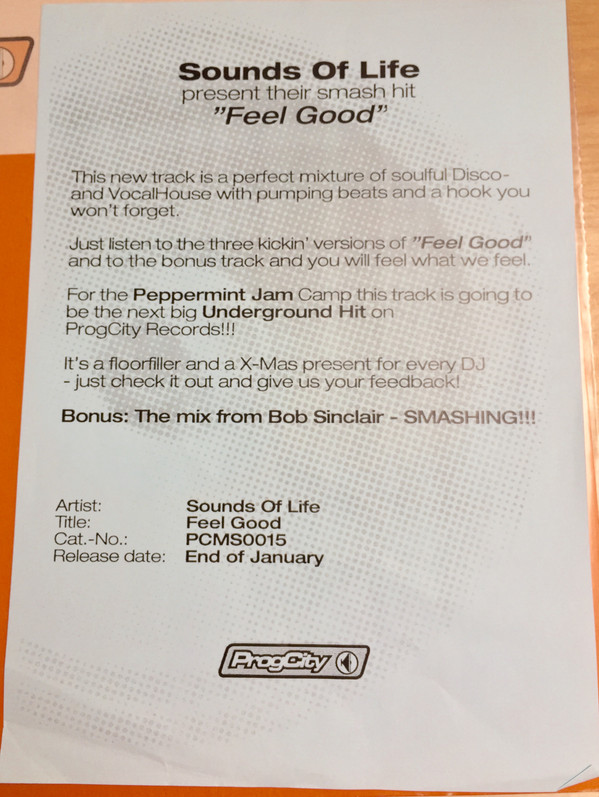 Sounds Of Life
present their smash hit
”Feel Good”
This new track is a perfect mixture of soulful Disco-
and VocalHouse with pumping beats and a hook you
won't forget.
Just listen to the three kickin' versions of ”Feel Good”
and to the bonus track and you will feel what we feel.
For the Peppermint Jam Camp this track is going to
be the next big Underground Hit on
ProgCity Records!!!
It's a floorfiller and a X-Mas present for every DJ
- just check it out and give us your feedback!
Bonus: The mix from Bob Sinclair - SMASHING!!!
Artist: Sounds Of Life
Title: Feel Good
Cat.-No.: PCMS0015
Release date: End of January
ProgCity